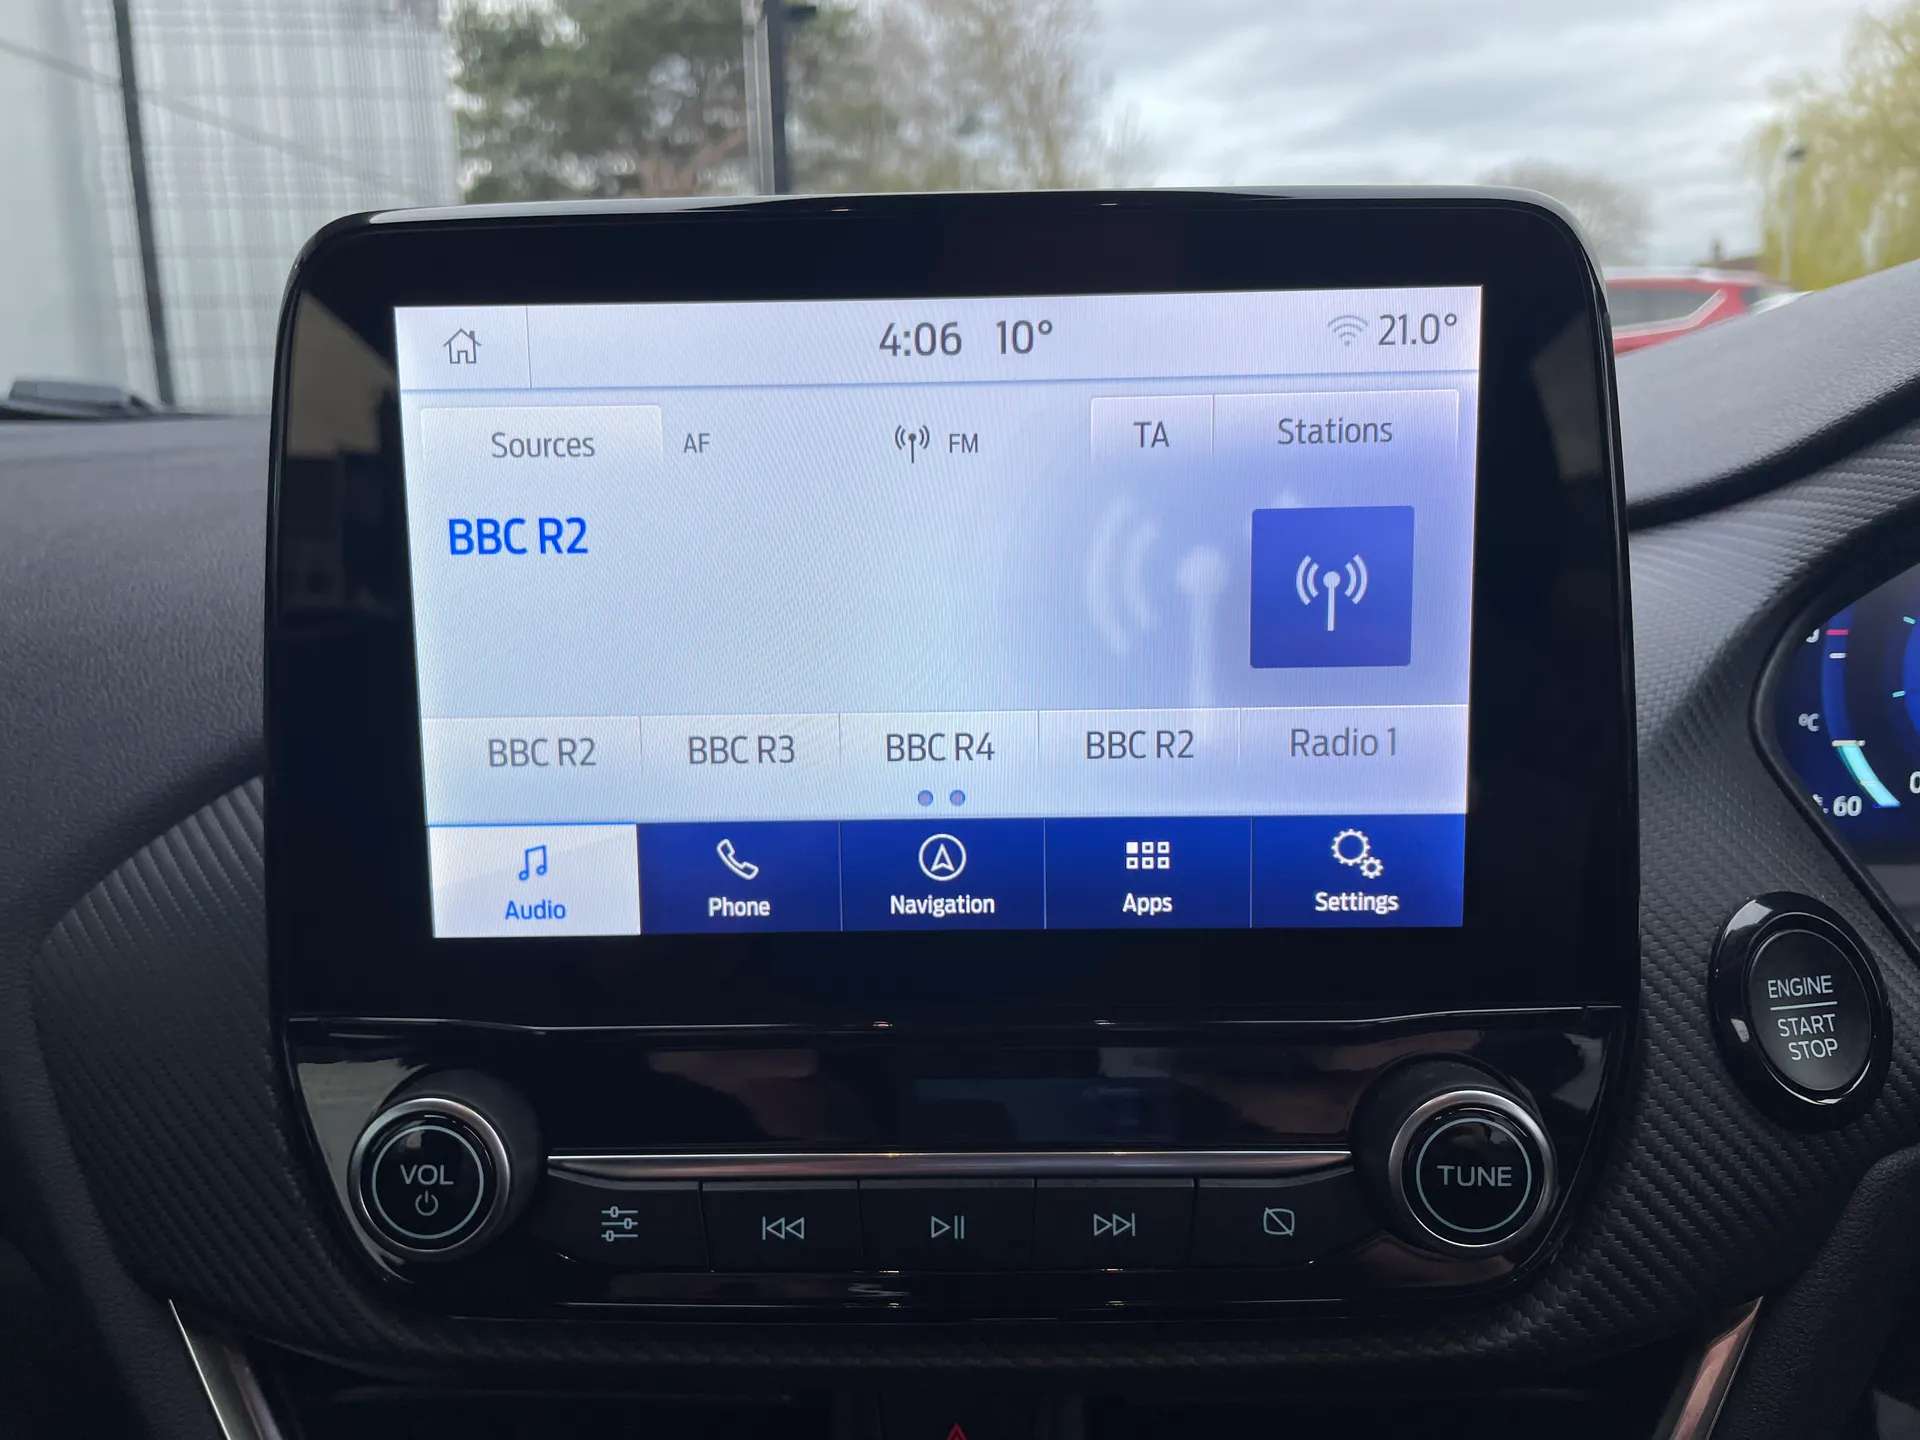 4:06 10° 21.0°
Sources AF FM TA Stations
BBC R2
BBC R2 BBC R3 BBC R4 BBC R2 Radio 1
Audio Phone Navigation Apps Settings
°C
60
ENGINE
START
STOP
VOL
TUNE